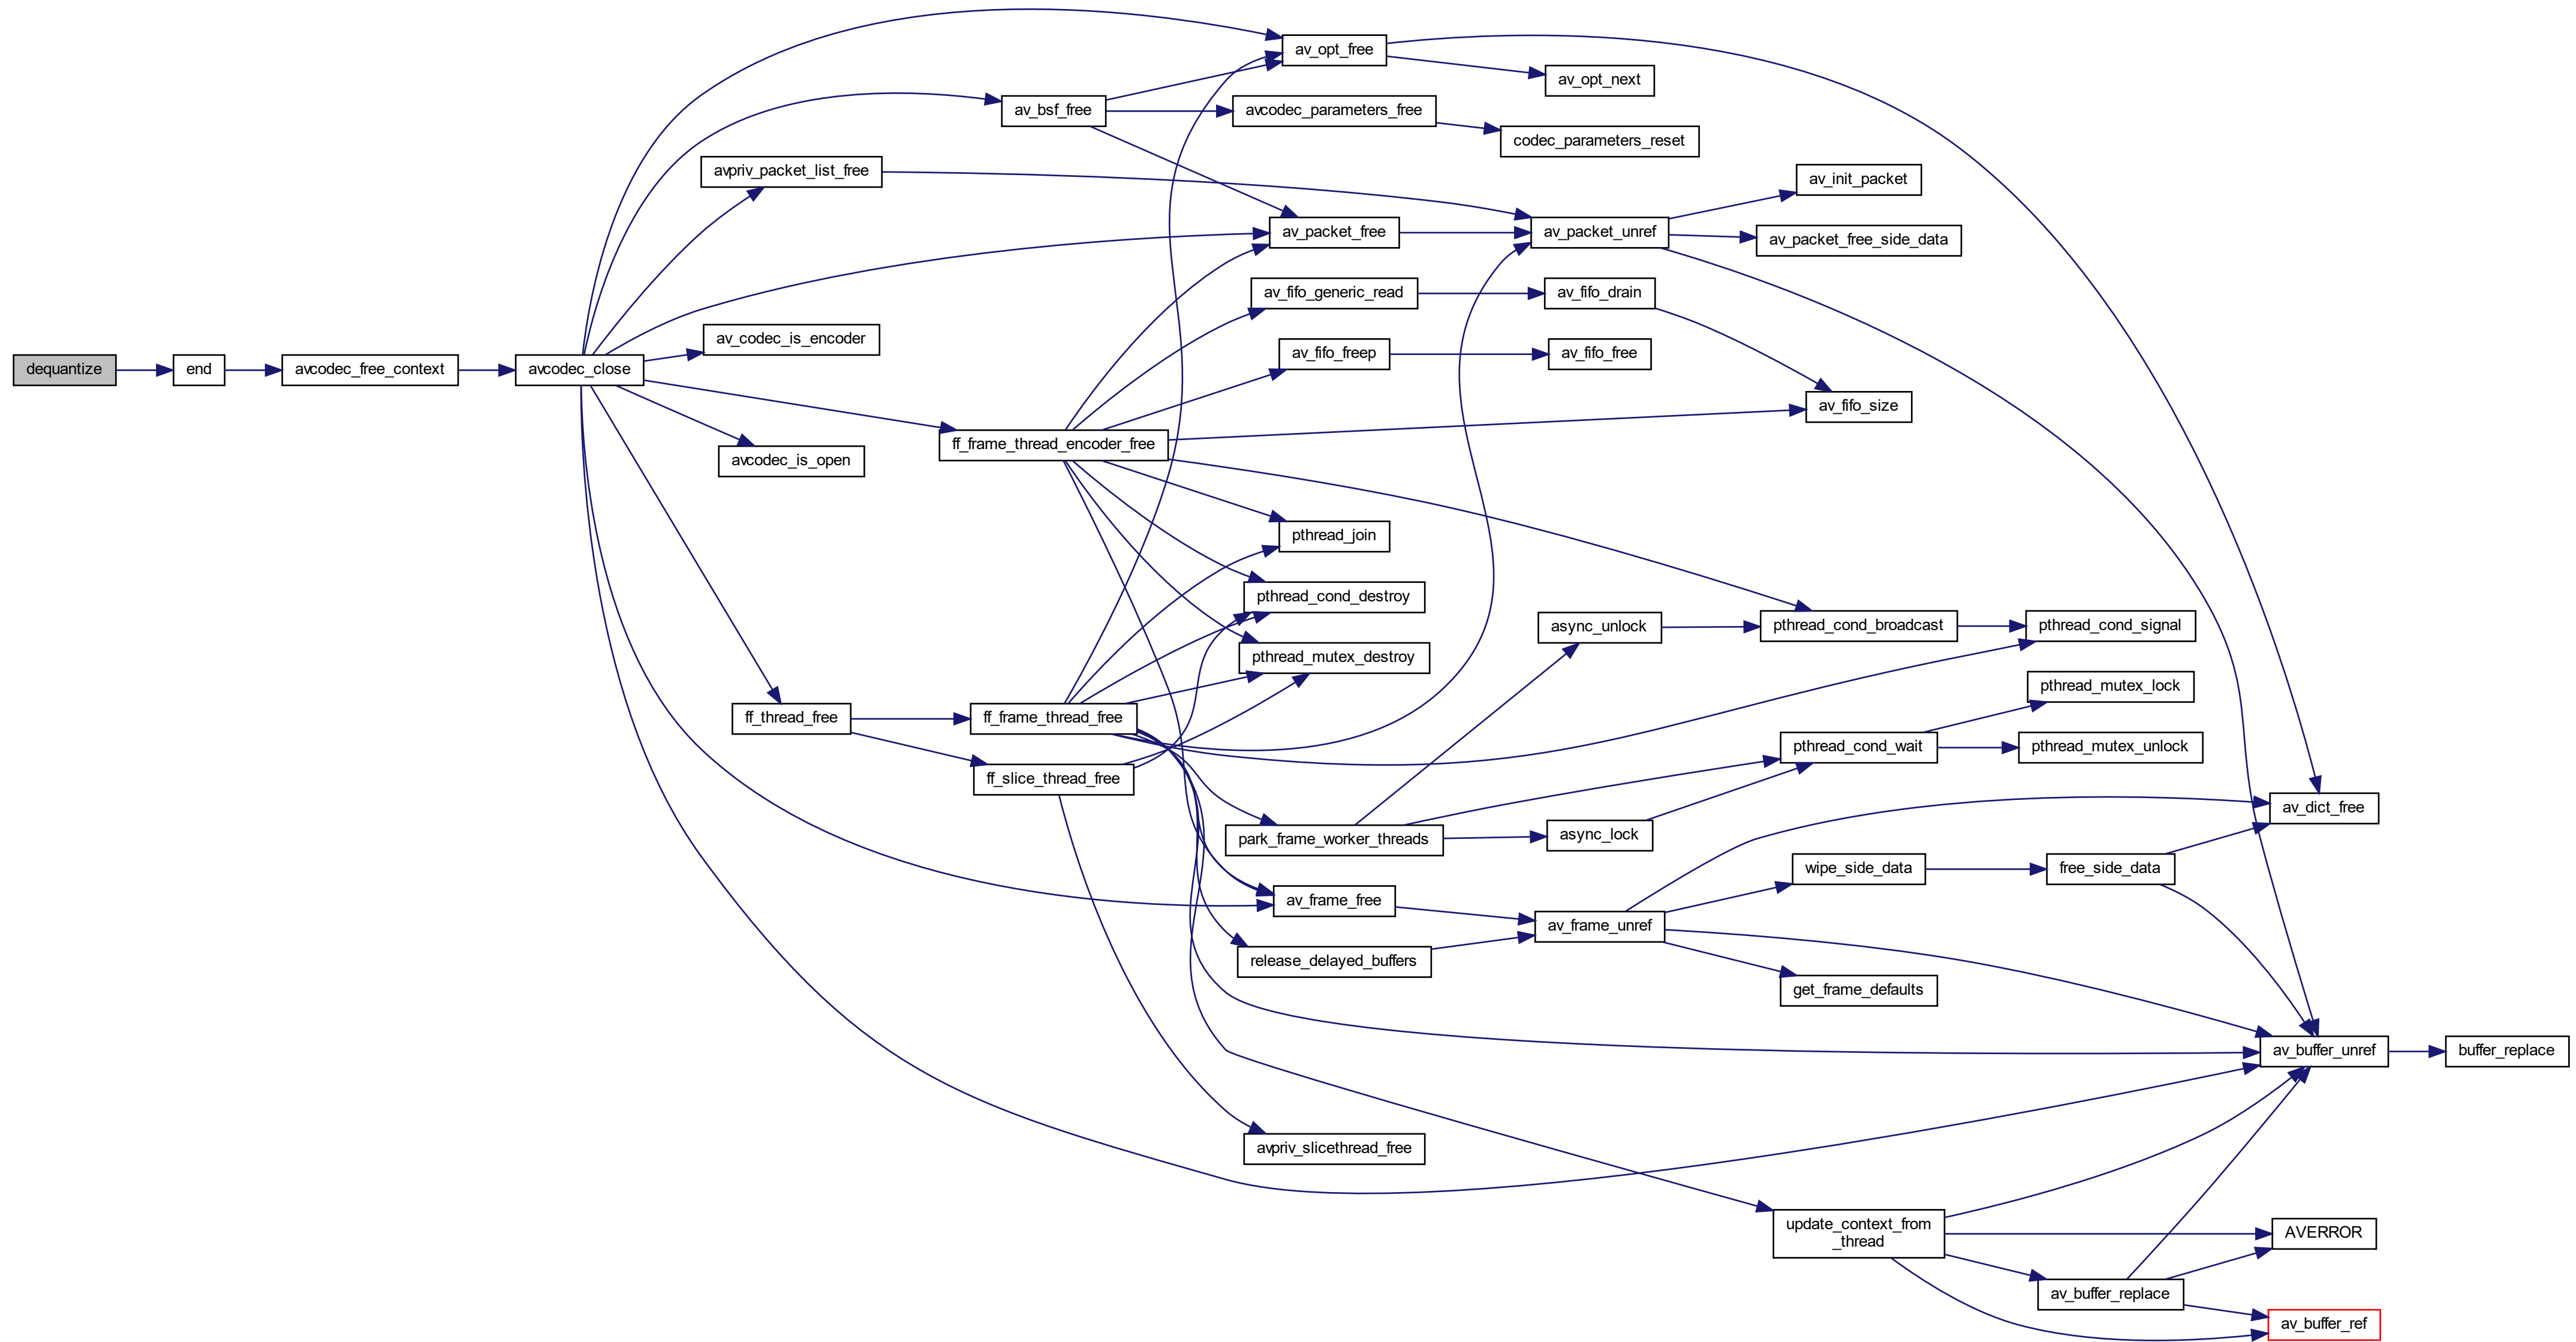 av_opt_free
av_opt_next
av_bsf_free
avcodec_parameters_free
codec_parameters_reset
avpriv_packet_list_free
av_init_packet
av_packet_free
av_packet_unref
av_packet_free_side_data
av_fifo_generic_read
av_fifo_drain
av_codec_is_encoder
av_fifo_freep
av_fifo_free
dequantize
end
avcodec_free_context
avcodec_close
av_fifo_size
ff_frame_thread_encoder_free
avcodec_is_open
pthread_join
pthread_cond_destroy
async_unlock
pthread_cond_broadcast
pthread_cond_signal
pthread_mutex_destroy
pthread_mutex_lock
ff_thread_free
ff_frame_thread_free
pthread_cond_wait
pthread_mutex_unlock
ff_slice_thread_free
av_dict_free
park_frame_worker_threads
async_lock
wipe_side_data
free_side_data
av_frame_free
av_frame_unref
release_delayed_buffers
get_frame_defaults
av_buffer_unref
buffer_replace
avpriv_slicethread_free
update_context_from
_thread
AVERROR
av_buffer_replace
av_buffer_ref